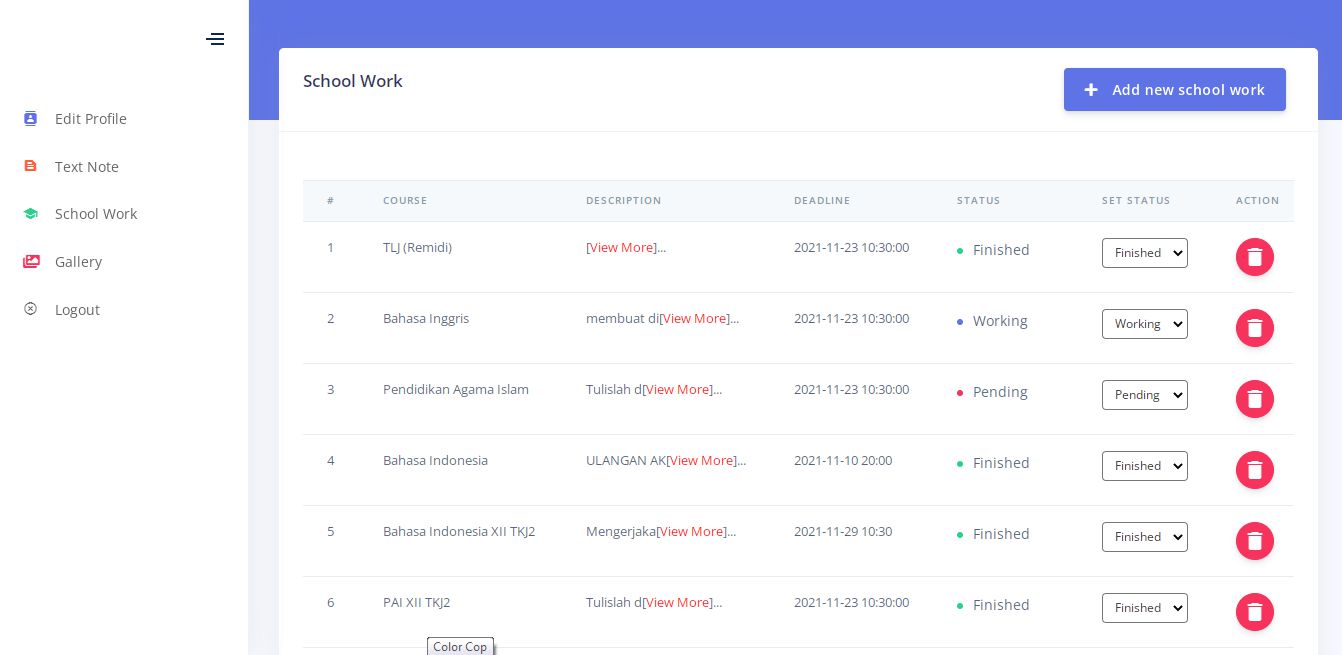 School Work
Add new school work
Edit Profile
Text Note
School Work
Gallery
Logout
# COURSE DESCRIPTION DEADLINE STATUS SET STATUS ACTION
1 TLJ (Remidi) [View More]... 2021-11-23 10:30:00 Finished Finished
2 Bahasa Inggris membuat di[View More]... 2021-11-23 10:30:00 Working Working
3 Pendidikan Agama Islam Tulislah d[View More]... 2021-11-23 10:30:00 Pending Pending
4 Bahasa Indonesia ULANGAN AK[View More]... 2021-11-10 20:00 Finished Finished
5 Bahasa Indonesia XII TKJ2 Mengerjaka[View More]... 2021-11-29 10:30 Finished Finished
6 PAI XII TKJ2 Tulislah d[View More]... 2021-11-23 10:30:00 Finished Finished
Color Cop